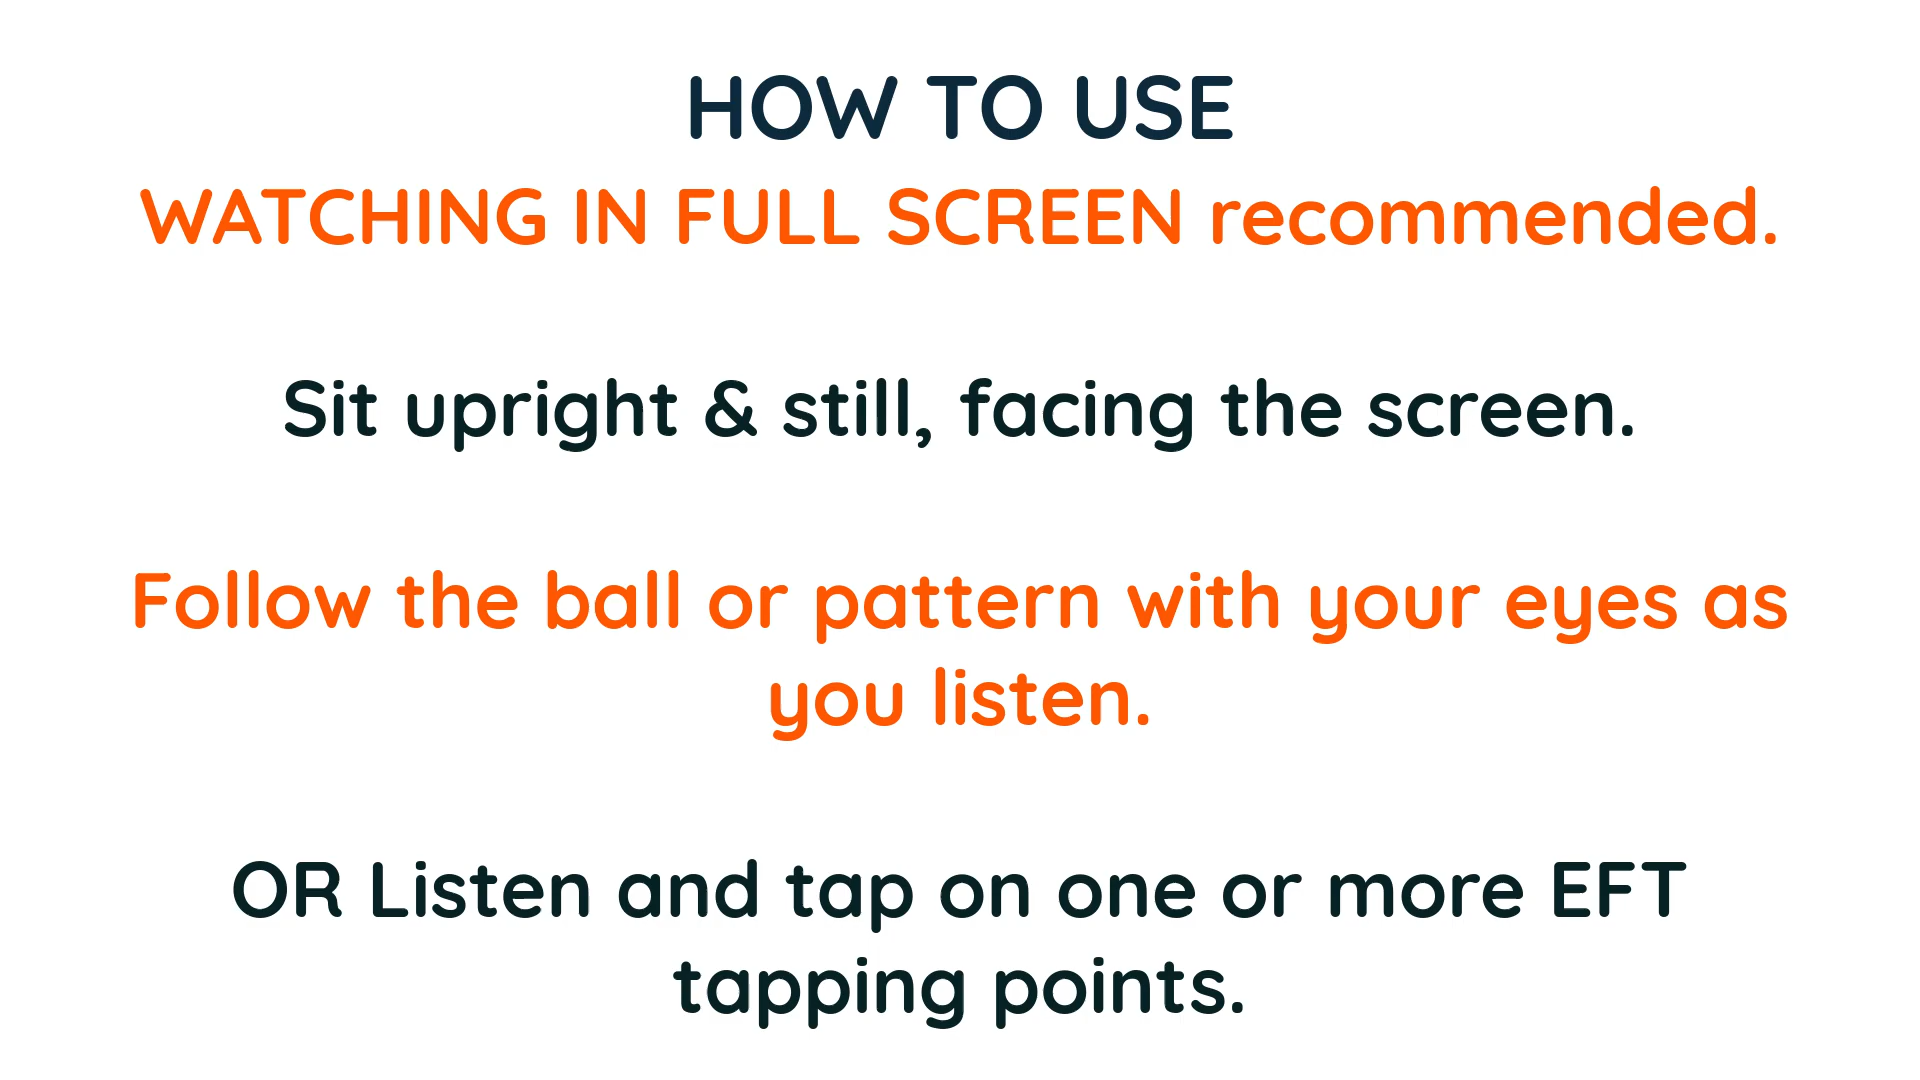 HOW TO USE
WATCHING IN FULL SCREEN recommended.
Sit upright & still, facing the screen.
Follow the ball or pattern with your eyes as
you listen.
OR Listen and tap on one or more EFT
tapping points.